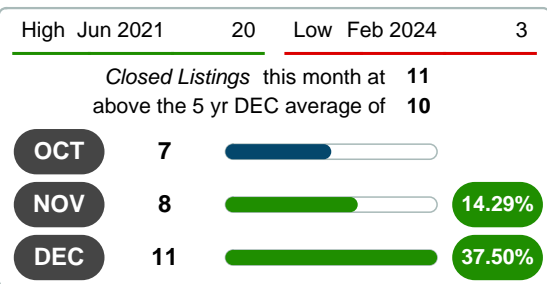 High Jun 2021 20 Low Feb 2024 3
Closed Listings this month at 11
above the 5 yr DEC average of 10
OCT 7
NOV 8 14.29%
DEC 11 37.50%